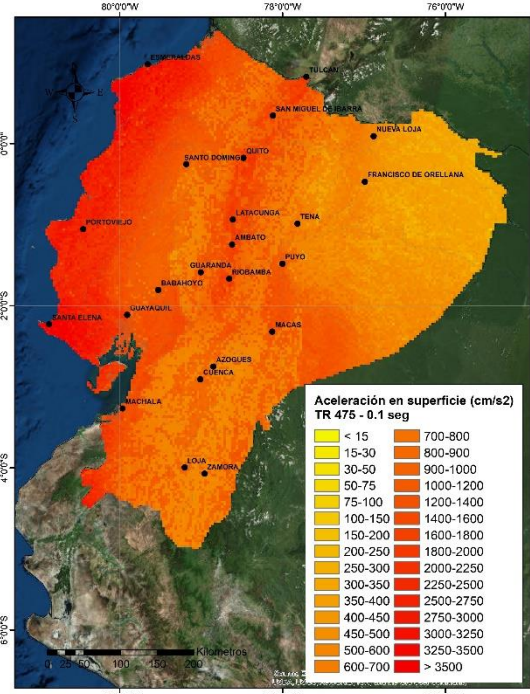 80°0'0"W 78°0'0"W 76°0'0"W
ESMERALDAS
TULCAN
SAN MIGUEL DE IBARRA
NUEVA LOJA
0°0'0"
QUITO
SANTO DOMINGO
FRANCISCO DE ORELLANA
LATACUNGA
TENA
PORTOVIEJO
AMBATO
PUYO
GUARANDA
RIOBAMBA
BABAHOYO
2°0'0"S
GUAYAQUIL
SANTA ELENA
MACAS
AZOGUES
CUENCA
MACHALA
4°0'0"S
LOJA
ZAMORA
6°0'0"S
Kilometros
0 25 50 100 150 200
Aceleración en superficie (cm/s2)
TR 475 - 0.1 seg
< 15 700-800
15-30 800-900
30-50 900-1000
50-75 1000-1200
75-100 1200-1400
100-150 1400-1600
150-200 1600-1800
200-250 1800-2000
250-300 2000-2250
300-350 2250-2500
350-400 2500-2750
400-450 2750-3000
450-500 3000-3250
500-600 3250-3500
600-700 > 3500